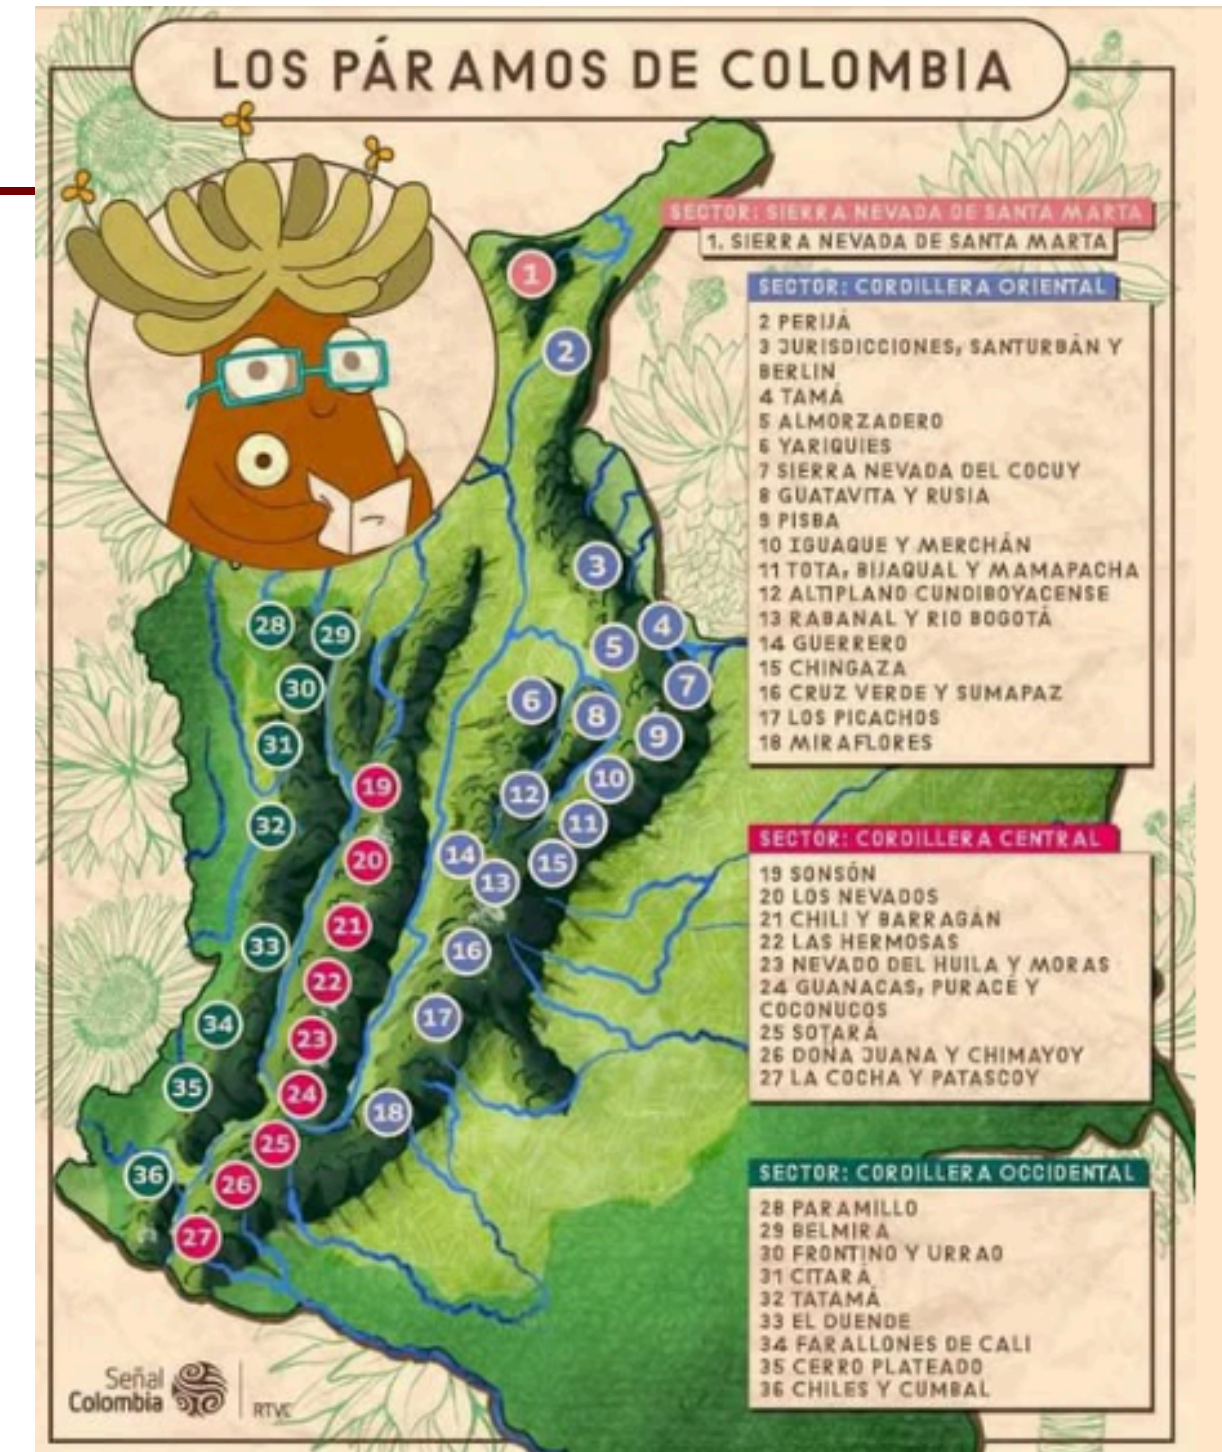 LOS PÁRAMOS DE COLOMBIA
SECTOR: SIERRA NEVADA DE SANTA MARTA
1. SIERRA NEVADA DE SANTA MARTA
SECTOR: CORDILLERA ORIENTAL
2 PERIJÁ
3 JURISDICCIONES, SANTURBÁN Y
BERLIN
4 TAMÁ
5 ALMORZADERO
6 YARIQUIES
7 SIERRA NEVADA DEL COCUY
8 GUATAVITA Y RUSIA
9 PISBA
10 IGUAQUE Y MERCHÁN
11 TOTA, BIJAQUAL Y MAMAPACHA
12 ALTIPLANO CUNDIBOYACENSE
13 RABANAL Y RIO BOGOTÁ
14 GUERRERO
15 CHINGAZA
16 CRUZ VERDE Y SUMAPAZ
17 LOS PICACHOS
18 MIRAFLORES
SECTOR: CORDILLERA CENTRAL
19 SONSÓN
20 LOS NEVADOS
21 CHILI Y BARRAGÁN
22 LAS HERMOSAS
23 NEVADO DEL HUILA Y MORAS
24 GUANACAS, PURACE Y
COCONUCOS
25 SOTARÁ
26 DOÑA JUANA Y CHIMAYOY
27 LA COCHA Y PATASCOY
SECTOR: CORDILLERA OCCIDENTAL
28 PARAMILLO
29 BELMIRA
30 FRONTINO Y URRAO
31 CITARÁ
32 TATAMÁ
33 EL DUENDE
34 FARALLONES DE CALI
35 CERRO PLATEADO
36 CHILES Y CUMBAL
1
2
3
4
5
6
7
8
9
10
11
12
13
14
15
16
17
18
19
20
21
22
23
24
25
26
27
28
29
30
31
32
33
34
35
36
Señal
Colombia
RTVC